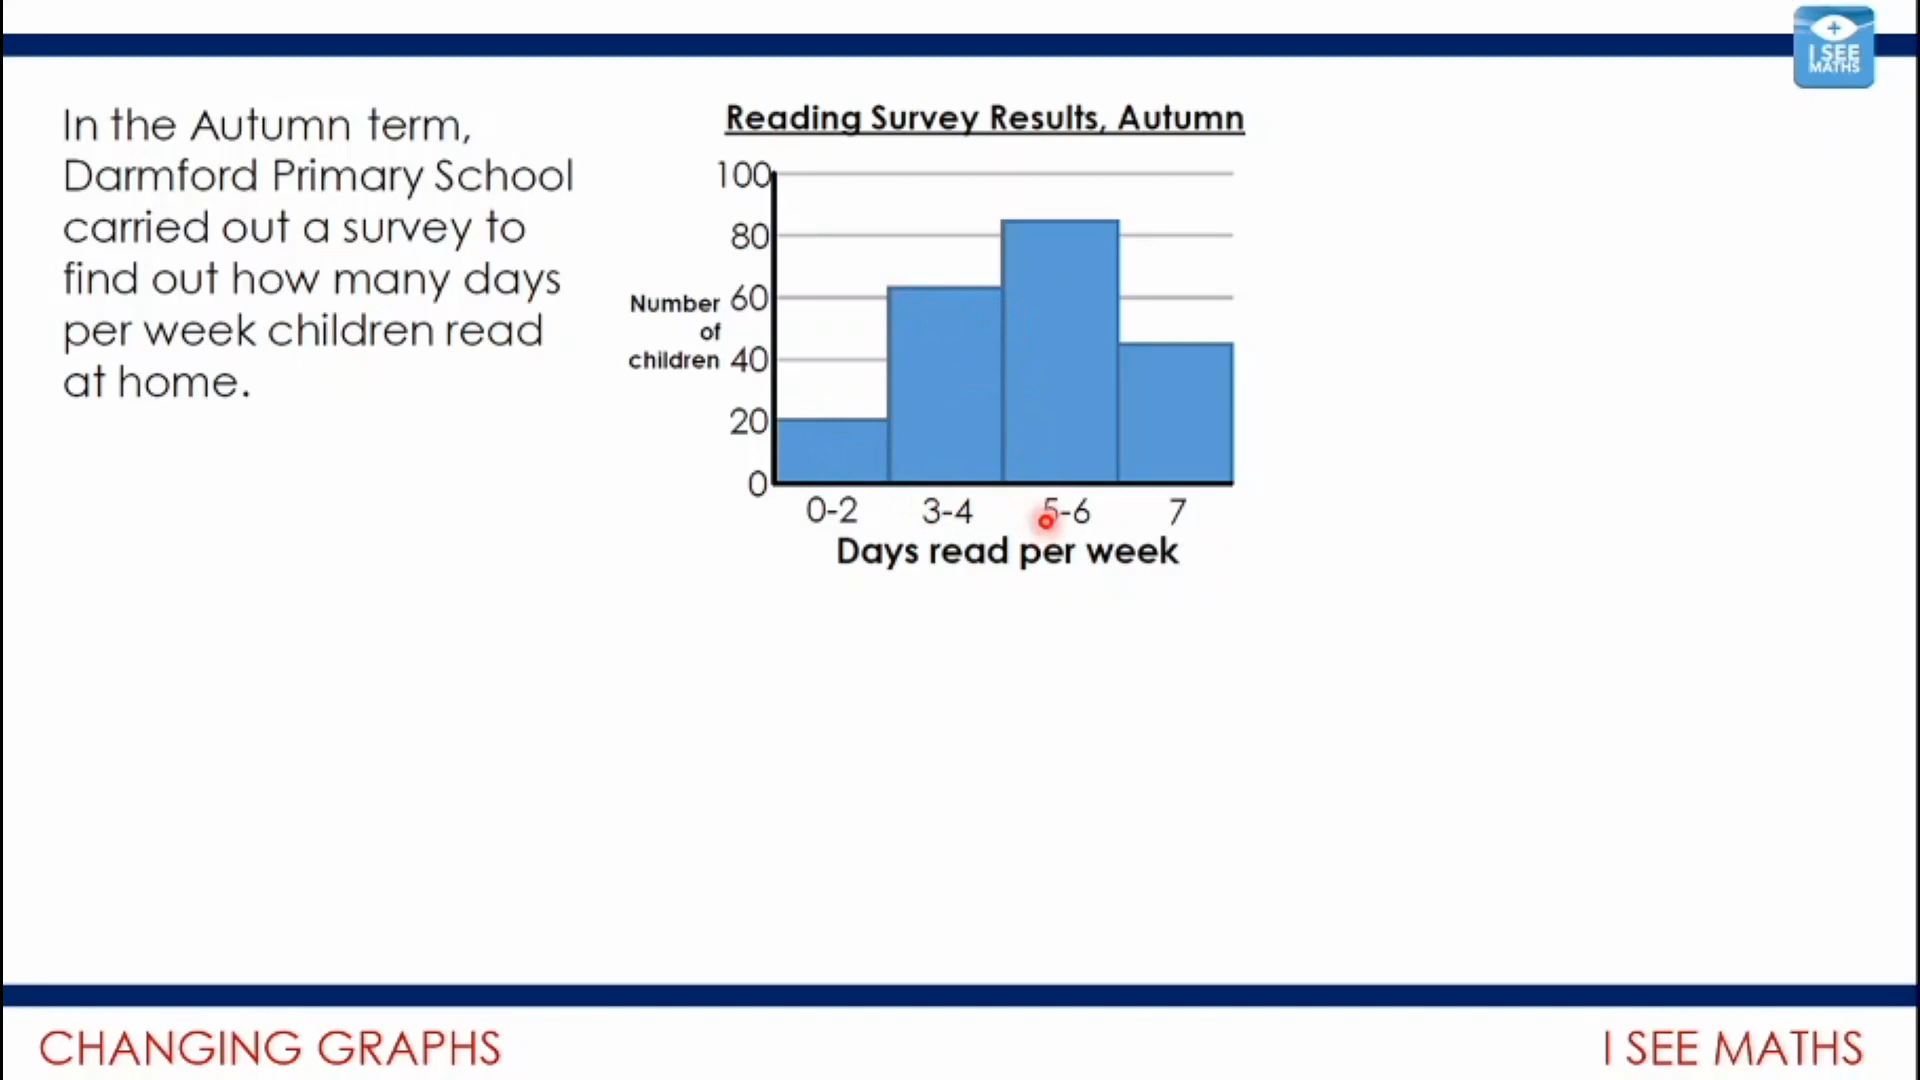 I SEE
MATHS
In the Autumn term,
Darmford Primary School
carried out a survey to
find out how many days
per week children read
at home.
Reading Survey Results, Autumn
100
80
60
40
20
0
Number
of
children
0-2 3-4 5-6 7
Days read per week
CHANGING GRAPHS
I SEE MATHS